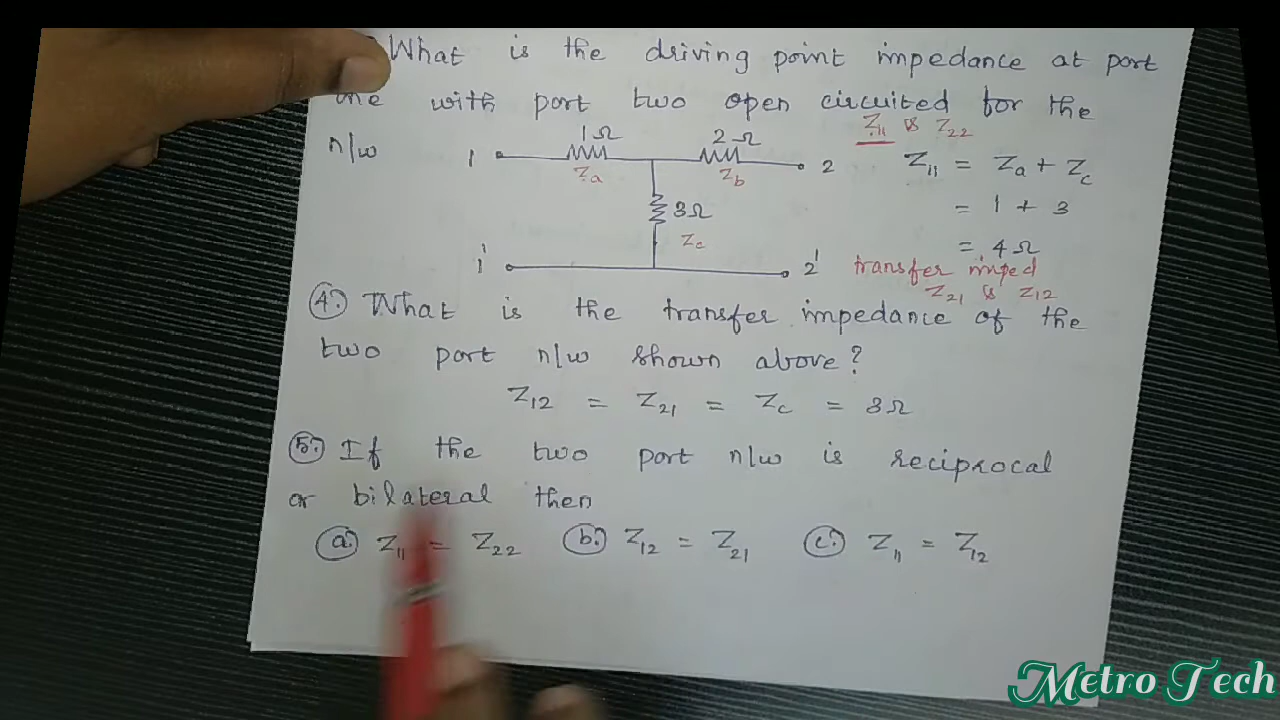 What is the driving point impedance at port
one with port two open circuited for the
n/w
Z11 & Z22
1Ω
2Ω
1
Za
Zb
2
Z11 = Za + Zc
3Ω
= 1 + 3
Zc
= 4Ω
1'
2'
transfer imped
Z21 & Z12
4. What is the transfer impedance of the
two port n/w shown above?
Z12 = Z21 = Zc = 3Ω
5. If the two port n/w is reciprocal
or bilateral then
a. Z11 = Z22 b. Z12 = Z21 c. Z11 = Z12
Metro Tech